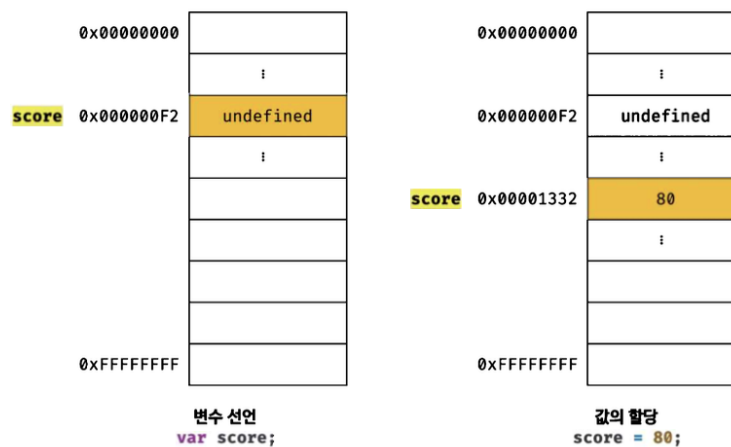 0x00000000
⋮
score 0x000000F2 undefined
⋮
0xFFFFFFFF
변수 선언
var score;
0x00000000
⋮
0x000000F2 undefined
⋮
score 0x00001332 80
⋮
0xFFFFFFFF
값의 할당
score = 80;